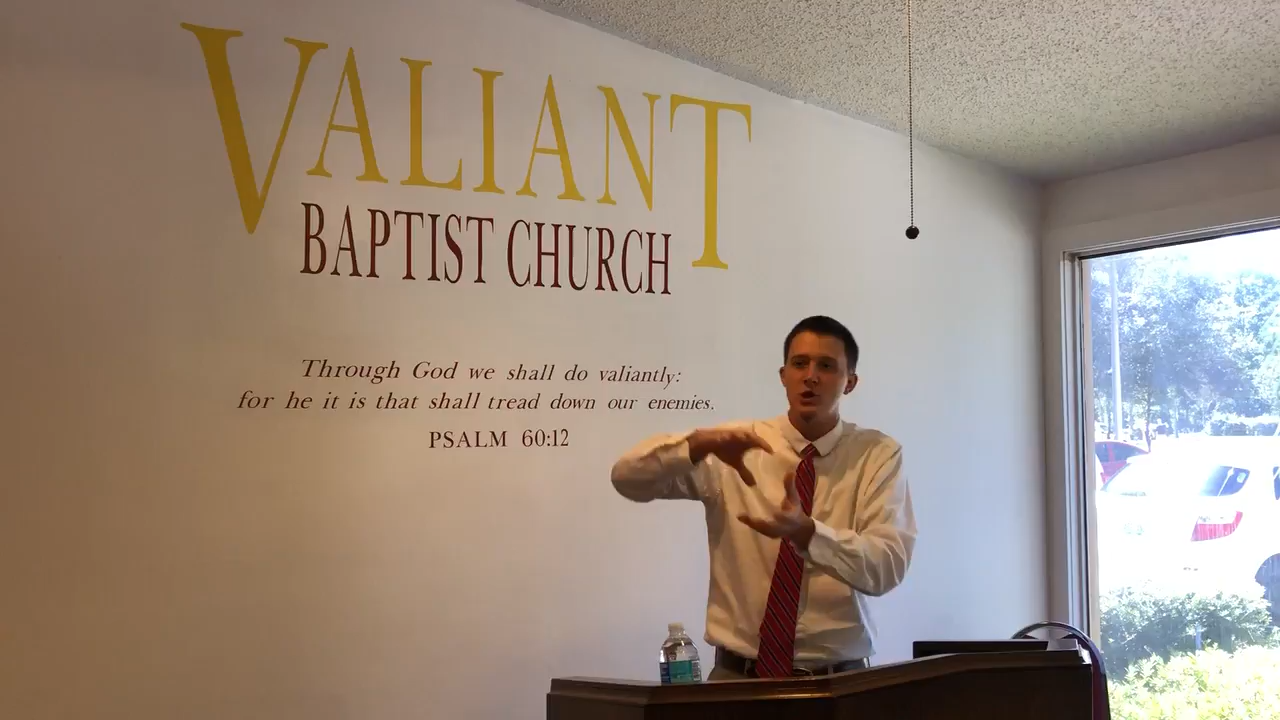 VALIANT
BAPTIST CHURCH
Through God we shall do valiantly:
for he it is that shall tread down our enemies.
PSALM 60:12